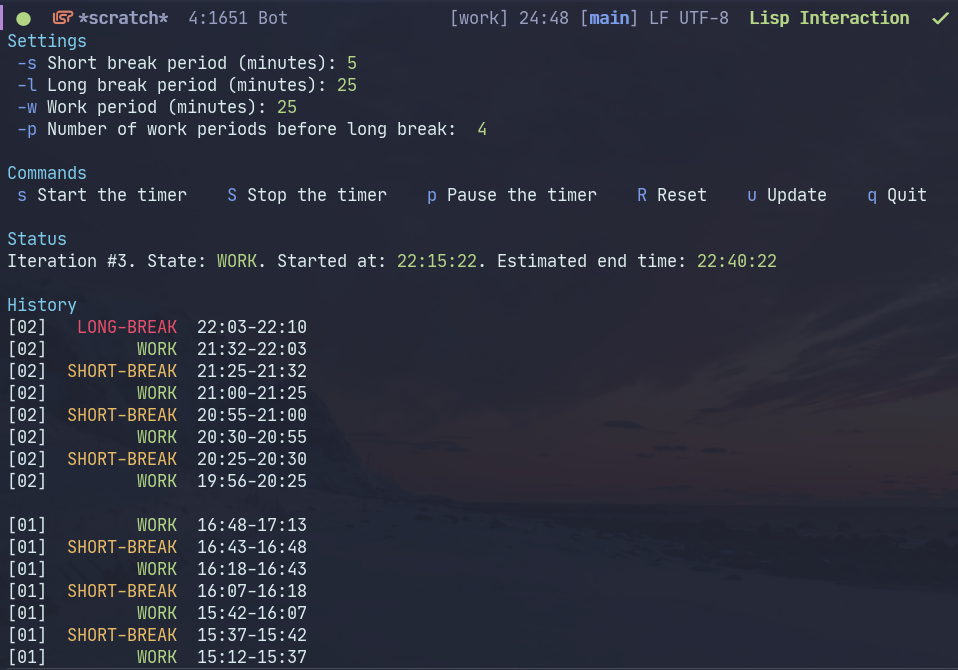 *scratch* 4:1651 Bot [work] 24:48 [main] LF UTF-8 Lisp Interaction
Settings
-s Short break period (minutes): 5
-l Long break period (minutes): 25
-w Work period (minutes): 25
-p Number of work periods before long break: 4
Commands
s Start the timer S Stop the timer p Pause the timer R Reset u Update q Quit
Status
Iteration #3. State: WORK. Started at: 22:15:22. Estimated end time: 22:40:22
History
[02] LONG-BREAK 22:03-22:10
[02] WORK 21:32-22:03
[02] SHORT-BREAK 21:25-21:32
[02] WORK 21:00-21:25
[02] SHORT-BREAK 20:55-21:00
[02] WORK 20:30-20:55
[02] SHORT-BREAK 20:25-20:30
[02] WORK 19:56-20:25
[01] WORK 16:48-17:13
[01] SHORT-BREAK 16:43-16:48
[01] WORK 16:18-16:43
[01] SHORT-BREAK 16:07-16:18
[01] WORK 15:42-16:07
[01] SHORT-BREAK 15:37-15:42
[01] WORK 15:12-15:37